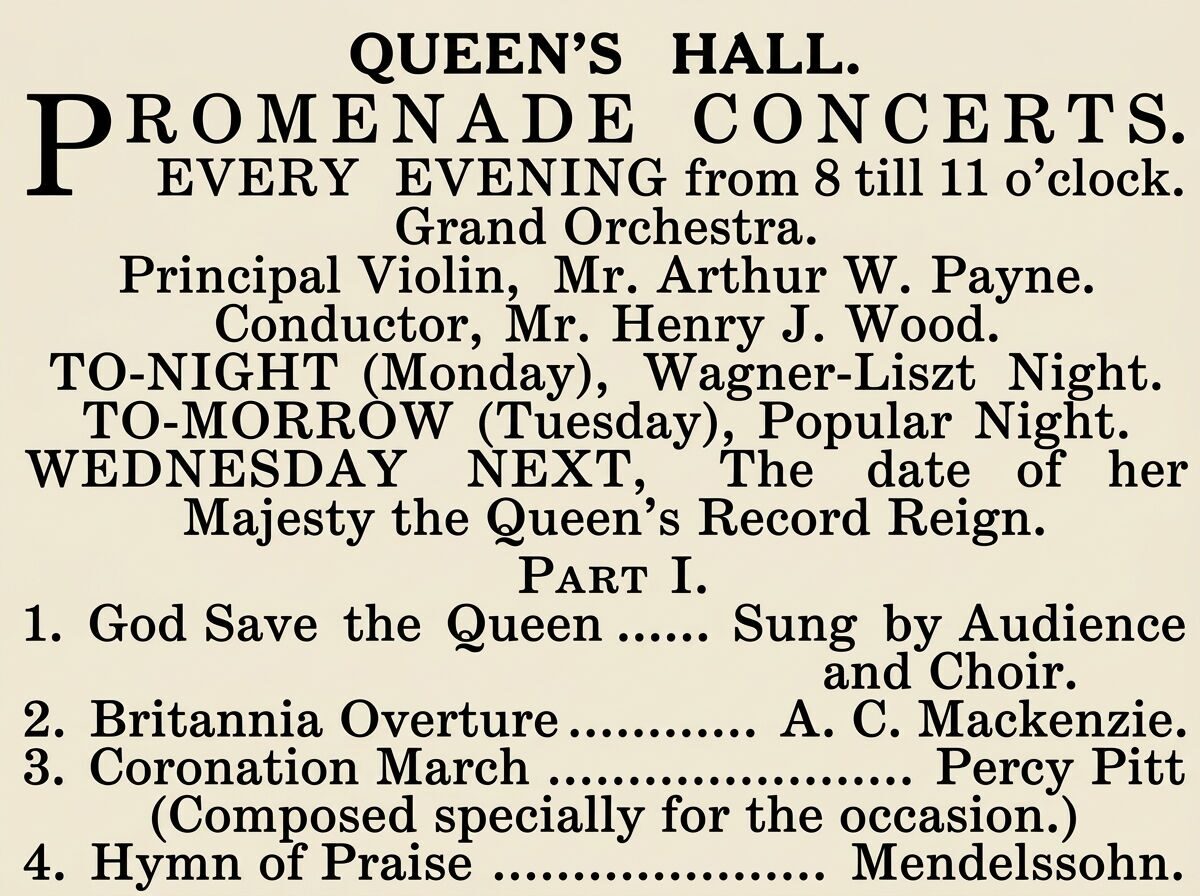 QUEEN'S HALL.
PROMENADE CONCERTS.
EVERY EVENING from 8 till 11 o'clock.
Grand Orchestra.
Principal Violin, Mr. Arthur W. Payne.
Conductor, Mr. Henry J. Wood.
TO-NIGHT (Monday), Wagner-Liszt Night.
TO-MORROW (Tuesday), Popular Night.
WEDNESDAY NEXT, The date of her
Majesty the Queen's Record Reign.
PART I.
1. God Save the Queen ...... Sung by Audience
and Choir.
2. Britannia Overture ............ A. C. Mackenzie.
3. Coronation March ....................... Percy Pitt
(Composed specially for the occasion.)
4. Hymn of Praise ..................... Mendelssohn.